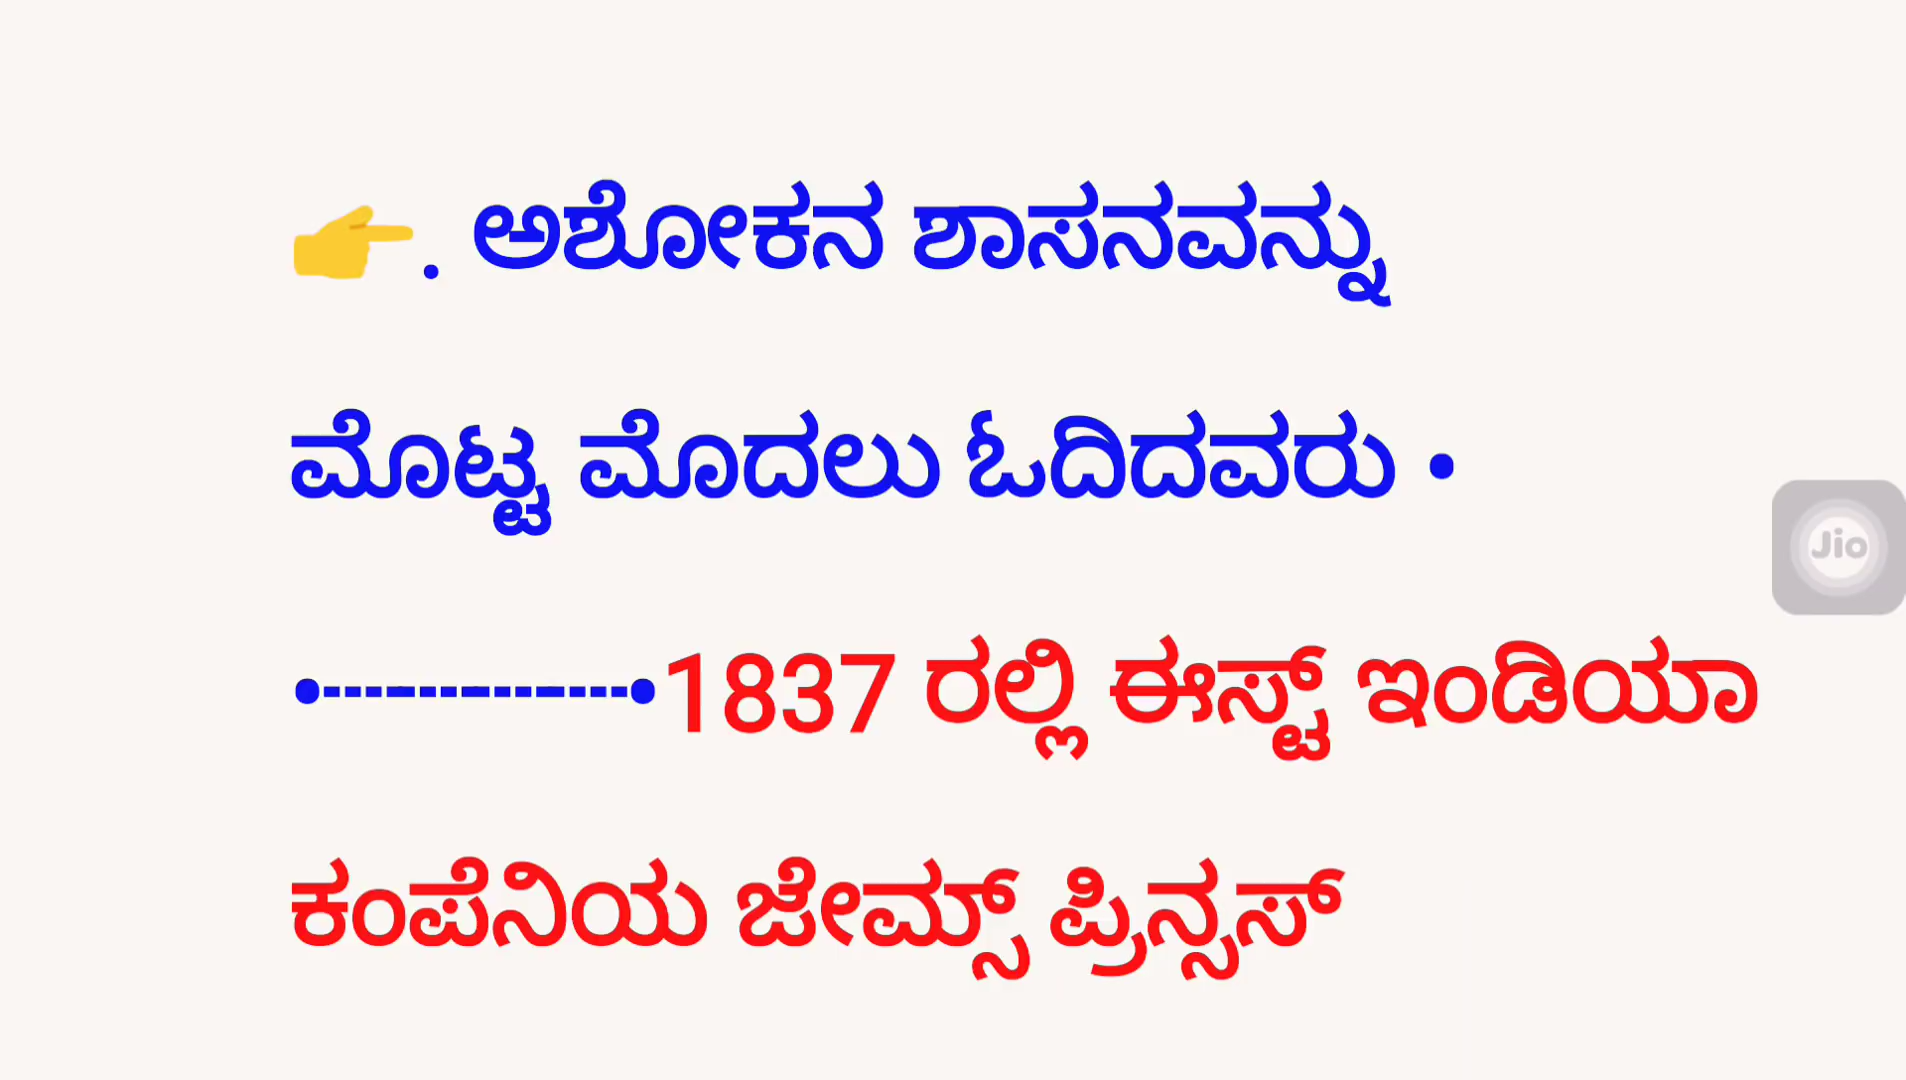 👉. ಅಶೋಕನ ಶಾಸನವನ್ನು
ಮೊಟ್ಟ ಮೊದಲು ಓದಿದವರು •
•-----------•1837 ರಲ್ಲಿ ಈಸ್ಟ್ ಇಂಡಿಯಾ
ಕಂಪೆನಿಯ ಜೇಮ್ಸ್ ಪ್ರಿನ್ಸಸ್
Jio